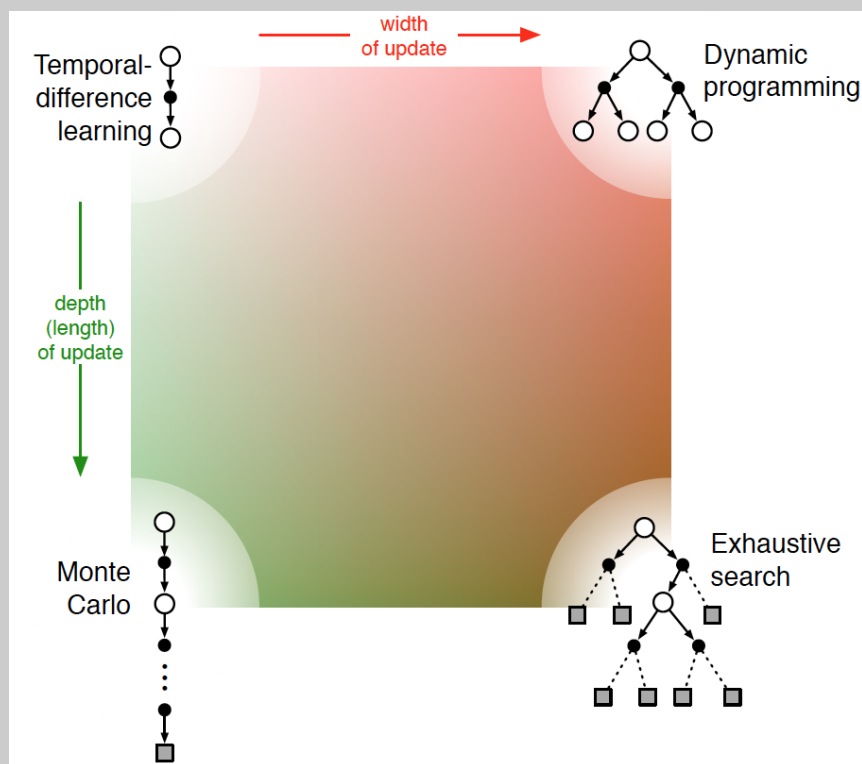 width
of update
Temporal-
difference
learning
Dynamic
programming
depth
(length)
of update
Monte
Carlo
Exhaustive
search